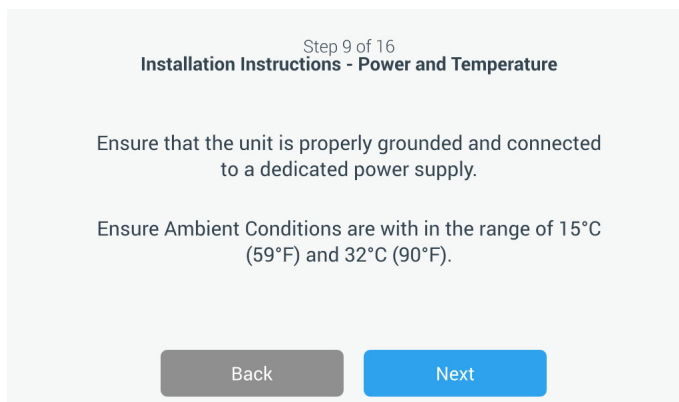 Step 9 of 16
Installation Instructions - Power and Temperature
Ensure that the unit is properly grounded and connected
to a dedicated power supply.
Ensure Ambient Conditions are with in the range of 15°C
(59°F) and 32°C (90°F).
Back
Next